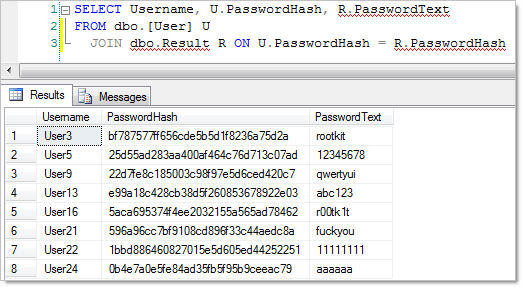 1 SELECT Username, U.PasswordHash, R.PasswordText
2 FROM dbo.[User] U
3 JOIN dbo.Result R ON U.PasswordHash = R.PasswordHash
Results Messages
Username PasswordHash PasswordText
1 User3 bf787577ff656cde5b5d1f8236a75d2a rootkit
2 User5 25d55ad283aa400af464c76d713c07ad 12345678
3 User9 22d7fe8c185003c98f97e5d6ced420c7 qwertyui
4 User13 e99a18c428cb38d5f260853678922e03 abc123
5 User16 5aca695374f4ee2032155a565ad78462 r00tk1t
6 User21 596a96cc7bf9108cd896f33c44aedc8a fuckyou
7 User22 1bbd886460827015e5d605ed44252251 11111111
8 User24 0b4e7a0e5fe84ad35fb5f95b9ceeac79 aaaaaa